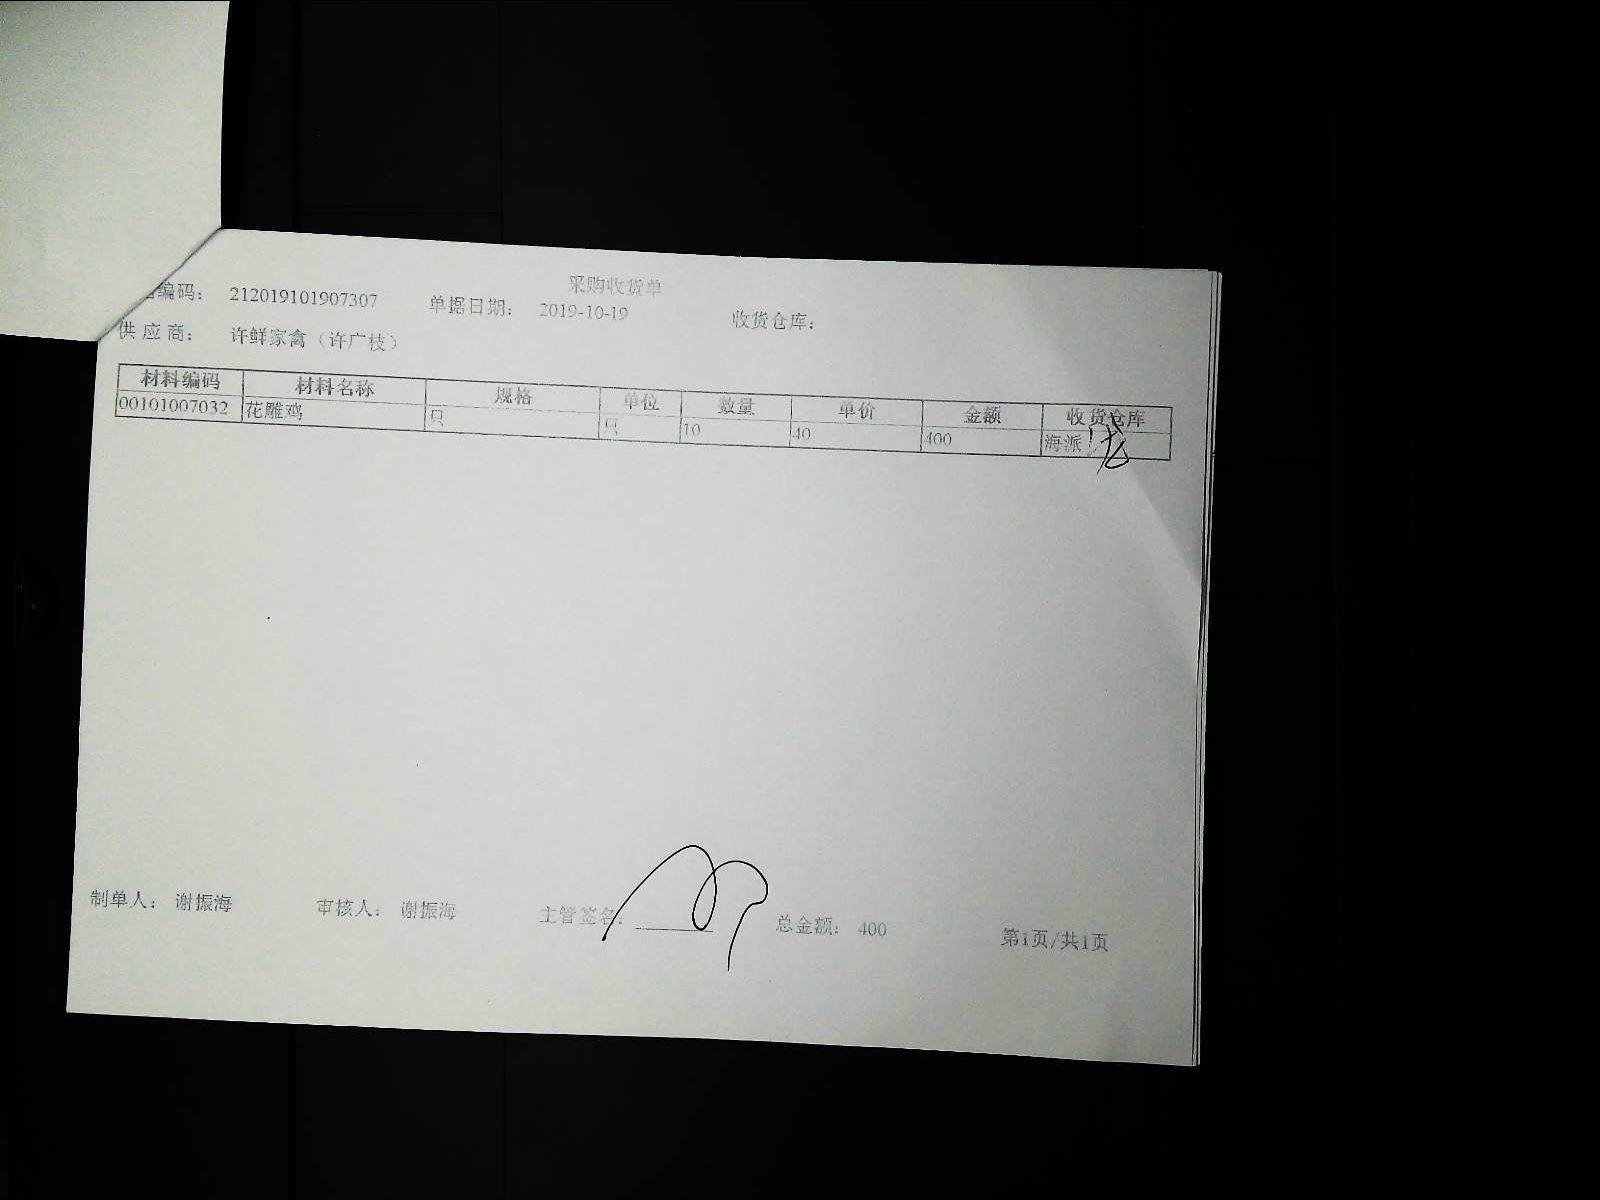 采购收货单
编码： 212019101907307 单据日期： 2019-10-19 收货仓库：
供应商： 许鲜家禽（许广枝）
材料编码 材料名称 规格 单位 数量 单价 金额 收货仓库
00101007032 花雕鸡 只 只 10 40 400 海派
制单人： 谢振海 审核人： 谢振海 主管签名： 总金额： 400 第1页/共1页